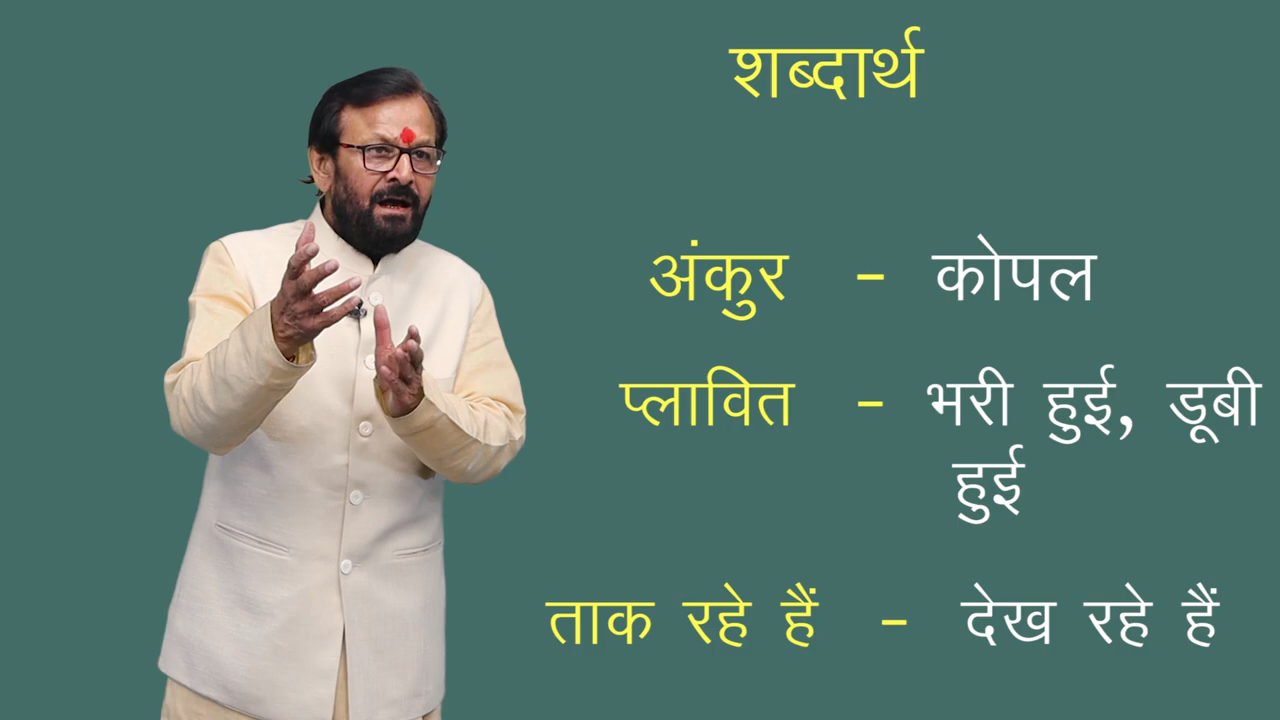 शब्दार्थ
अंकुर - कोपल
प्लावित - भरी हुई, डूबी
हुई
ताक रहे हैं - देख रहे हैं